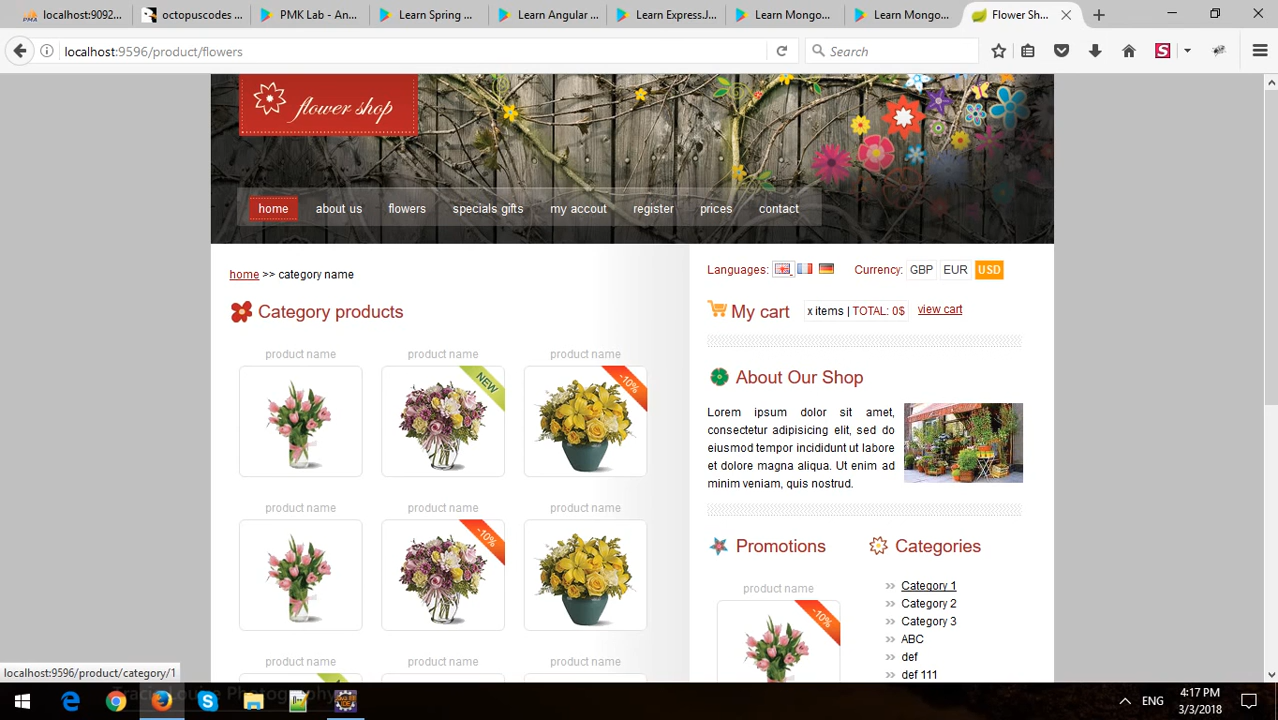 localhost:9092...
octopuscodes ...
PMK Lab - An...
Learn Spring ...
Learn Angular ...
Learn Express.J...
Learn Mongo...
Learn Mongo...
Flower Sh...
localhost:9596/product/flowers
Search
flower shop
home
about us
flowers
specials gifts
my accout
register
prices
contact
home >> category name
Languages:
Currency: GBP EUR USD
Category products
My cart
x items | TOTAL: 0$
view cart
product name
product name
product name
NEW
-10%
About Our Shop
Lorem ipsum dolor sit amet,
consectetur adipisicing elit, sed do
eiusmod tempor incididunt ut labore
et dolore magna aliqua. Ut enim ad
minim veniam, quis nostrud.
product name
product name
product name
-10%
Promotions
Categories
product name
-10%
Category 1
Category 2
Category 3
ABC
def
def 111
product name
product name
product name
localhost:9596/product/category/1
ENG
4:17 PM
3/3/2018